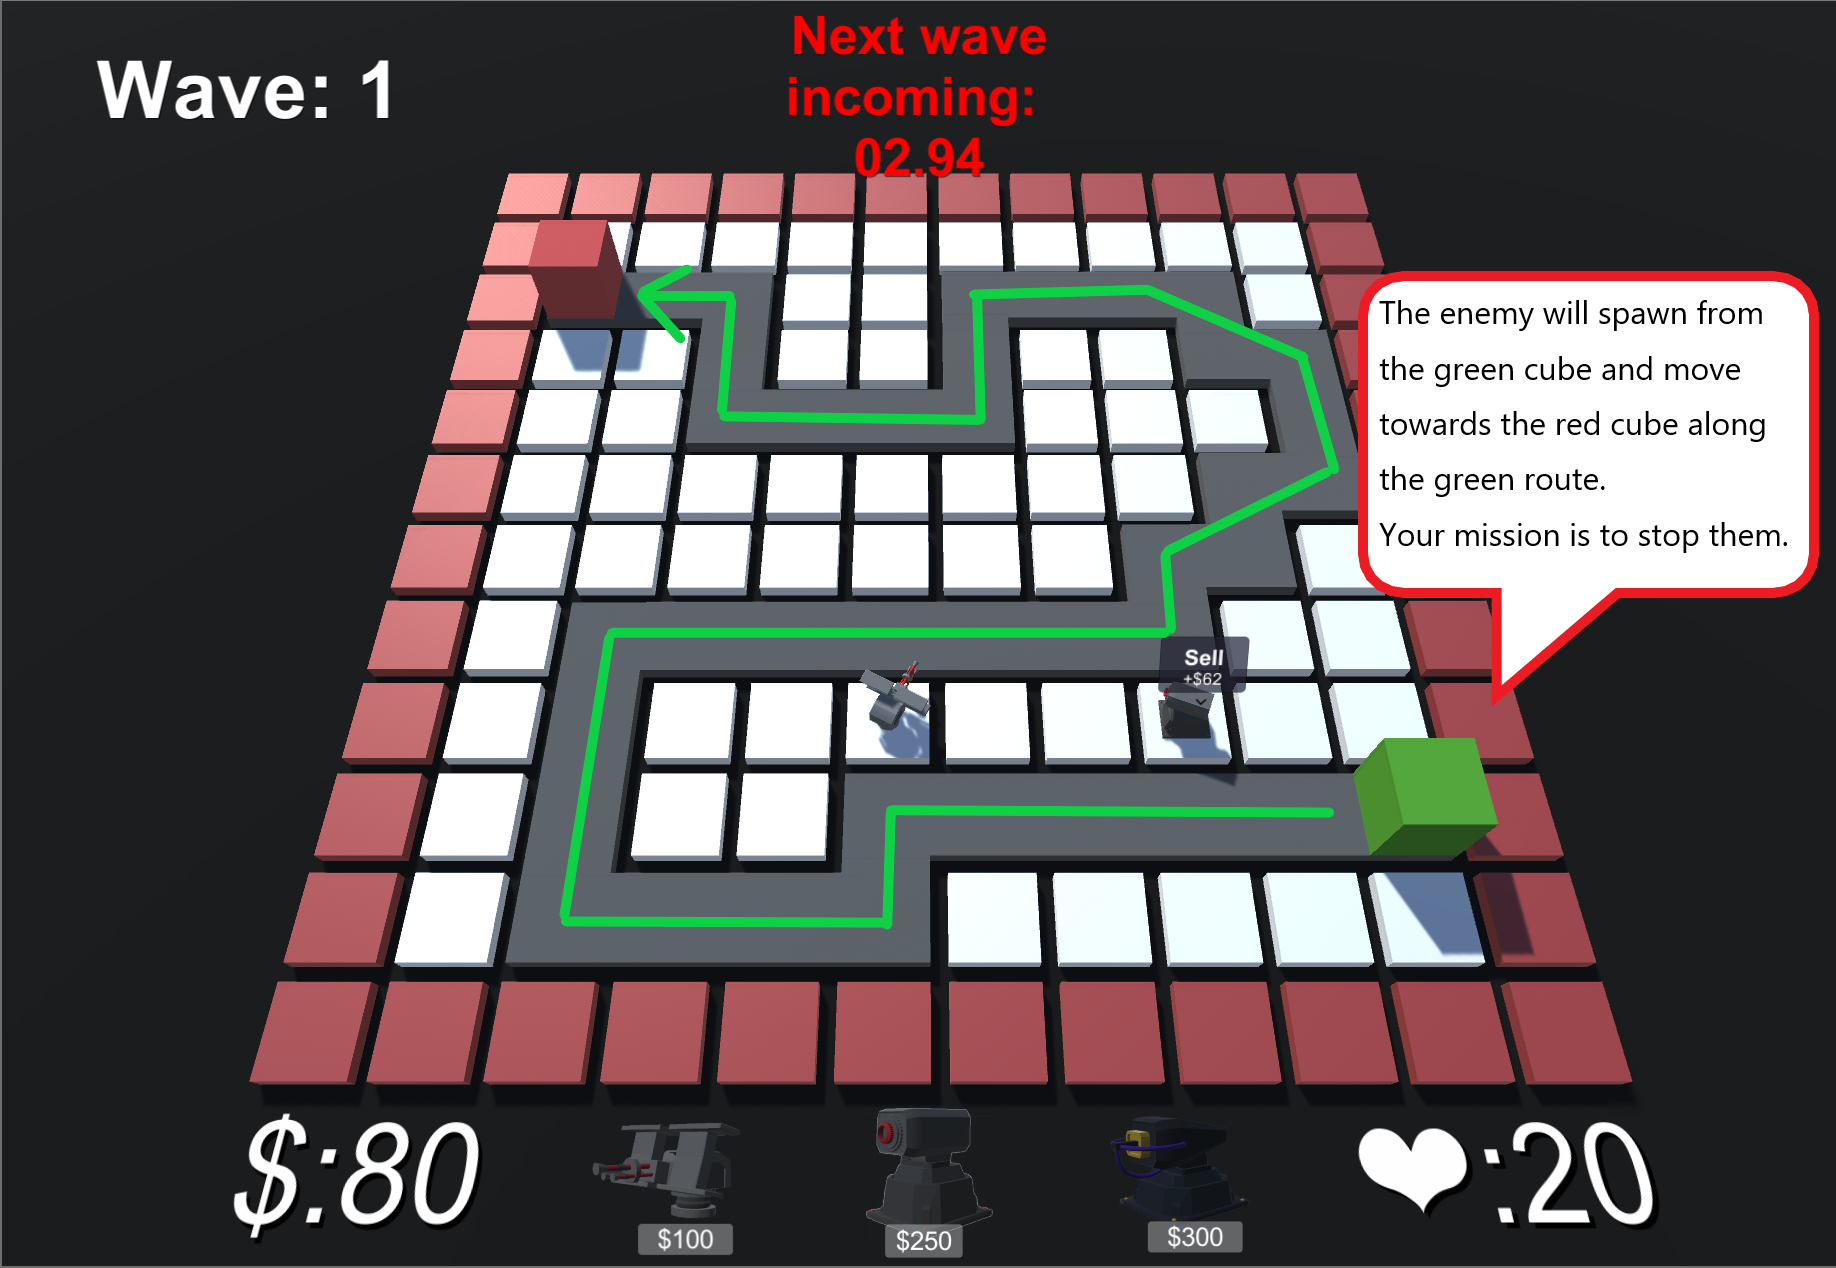 Next wave
incoming:
02.94
Wave: 1
The enemy will spawn from
the green cube and move
towards the red cube along
the green route.
Your mission is to stop them.
Sell
+$62
$:80
$100
$250
$300
:20